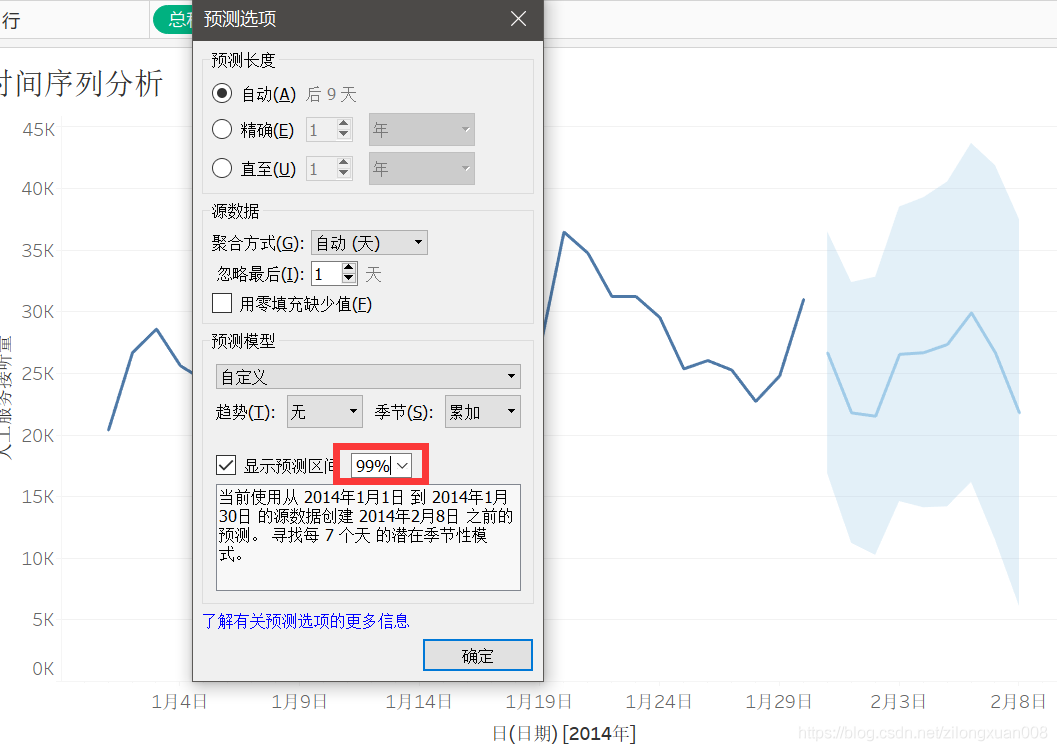 行
总和
预测选项
时间序列分析
预测长度
自动(A) 后 9 天
精确(E) 1 年
直至(U) 1 年
源数据
聚合方式(G): 自动 (天)
忽略最后(I): 1 天
用零填充缺少值(F)
预测模型
自定义
趋势(T): 无 季节(S): 累加
显示预测区间 99%
当前使用从 2014年1月1日 到 2014年1月
30日 的源数据创建 2014年2月8日 之前的
预测。 寻找每 7 个天 的潜在季节性模
式。
了解有关预测选项的更多信息
确定
人工服务接听量
45K
40K
35K
30K
25K
20K
15K
10K
5K
0K
1月4日 1月9日 1月14日 1月19日 1月24日 1月29日 2月3日 2月8日
日(日期) [2014年]
https://blog.csdn.net/zilongxuan008